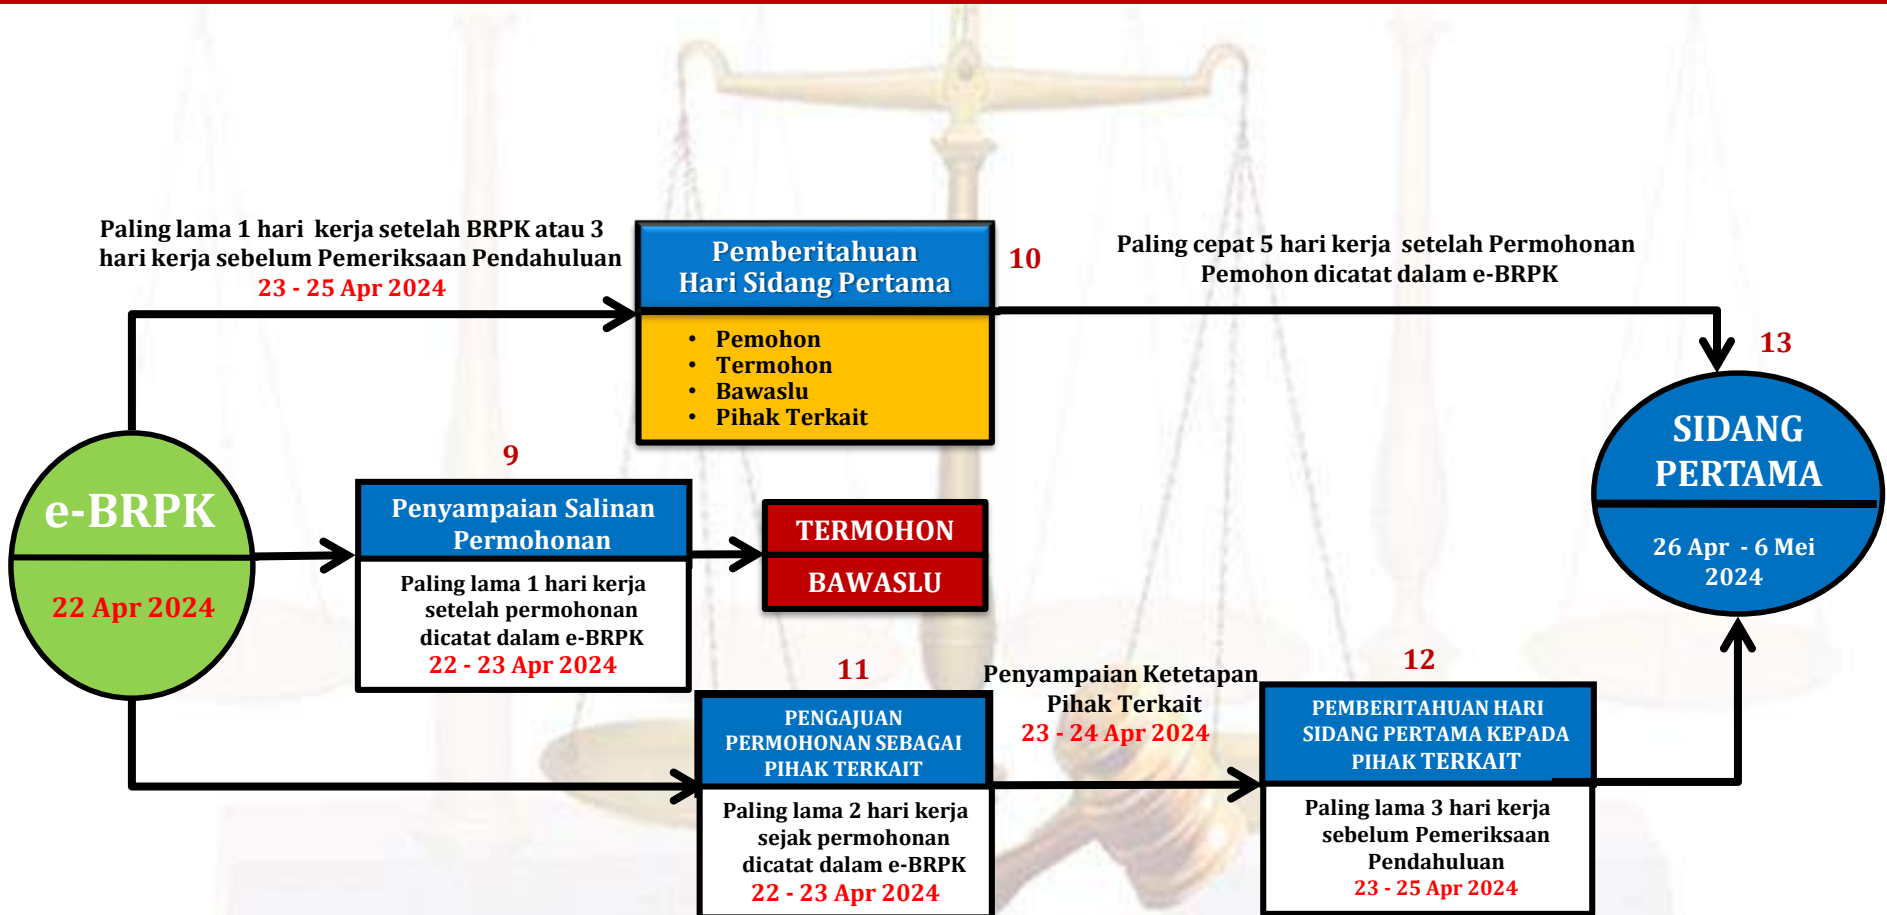 Paling lama 1 hari kerja setelah BRPK atau 3
hari kerja sebelum Pemeriksaan Pendahuluan
23 - 25 Apr 2024
Pemberitahuan
Hari Sidang Pertama
10
• Pemohon
• Termohon
• Bawaslu
• Pihak Terkait
Paling cepat 5 hari kerja setelah Permohonan
Pemohon dicatat dalam e-BRPK
13
SIDANG
PERTAMA
26 Apr - 6 Mei
2024
e-BRPK
22 Apr 2024
9
Penyampaian Salinan
Permohonan
Paling lama 1 hari kerja
setelah permohonan
dicatat dalam e-BRPK
22 - 23 Apr 2024
TERMOHON
BAWASLU
11
PENGAJUAN
PERMOHONAN SEBAGAI
PIHAK TERKAIT
Paling lama 2 hari kerja
sejak permohonan
dicatat dalam e-BRPK
22 - 23 Apr 2024
Penyampaian Ketetapan
Pihak Terkait
23 - 24 Apr 2024
12
PEMBERITAHUAN HARI
SIDANG PERTAMA KEPADA
PIHAK TERKAIT
Paling lama 3 hari kerja
sebelum Pemeriksaan
Pendahuluan
23 - 25 Apr 2024